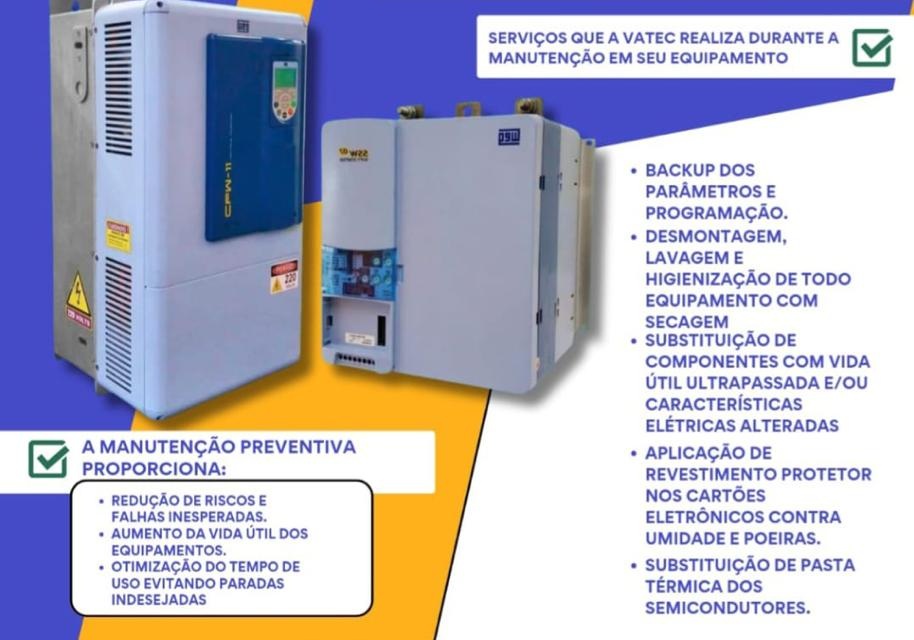 SERVIÇOS QUE A VATEC REALIZA DURANTE A
MANUTENÇÃO EM SEU EQUIPAMENTO
CFW-11
220
SSW 07
• BACKUP DOS
PARÂMETROS E
PROGRAMAÇÃO.
• DESMONTAGEM,
LAVAGEM E
HIGIENIZAÇÃO DE TODO
EQUIPAMENTO COM
SECAGEM
• SUBSTITUIÇÃO DE
COMPONENTES COM VIDA
ÚTIL ULTRAPASSADA E/OU
CARACTERÍSTICAS
ELÉTRICAS ALTERADAS
• APLICAÇÃO DE
REVESTIMENTO PROTETOR
NOS CARTÕES
ELETRÔNICOS CONTRA
UMIDADE E POEIRAS.
• SUBSTITUIÇÃO DE PASTA
TÉRMICA DOS
SEMICONDUTORES.
A MANUTENÇÃO PREVENTIVA
PROPORCIONA:
• REDUÇÃO DE RISCOS E
FALHAS INESPERADAS.
• AUMENTO DA VIDA ÚTIL DOS
EQUIPAMENTOS.
• OTIMIZAÇÃO DO TEMPO DE
USO EVITANDO PARADAS
INDESEJADAS